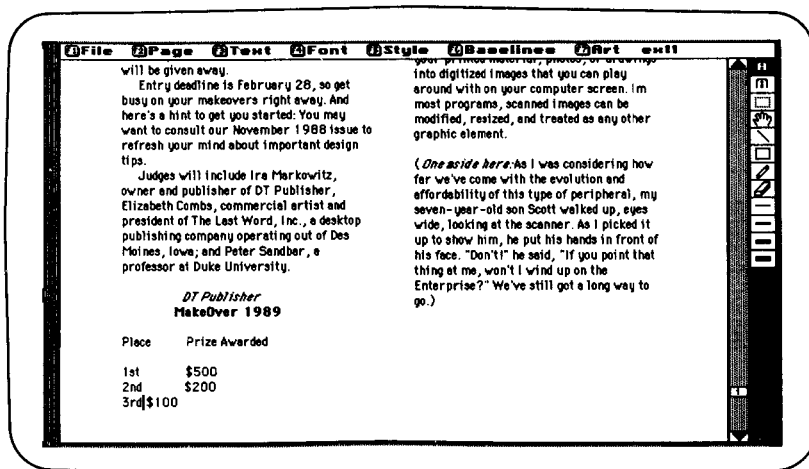 File Page Text Font Style Baselines Art exit
will be given away.
Entry deadline is February 28, so get
busy on your makeovers right away. And
here's a hint to get you started: You may
want to consult our November 1988 issue to
refresh your mind about important design
tips.
Judges will include Ira Markowitz,
owner and publisher of DT Publisher,
Elizabeth Combs, commercial artist and
president of The Last Word, Inc., a desktop
publishing company operating out of Des
Moines, Iowa; and Peter Sandbar, a
professor at Duke University.
DT Publisher
MakeOver 1989
Place Prize Awarded
1st $500
2nd $200
3rd $100
your printed material, photos, or drawings
into digitized images that you can play
around with on your computer screen. Im
most programs, scanned images can be
modified, resized, and treated as any other
graphic element.
(One aside here:As I was considering how
far we've come with the evolution and
affordability of this type of peripheral, my
seven-year-old son Scott walked up, eyes
wide, looking at the scanner. As I picked it
up to show him, he put his hands in front of
his face. "Don't!" he said, "If you point that
thing at me, won't I wind up on the
Enterprise?" We've still got a long way to
go.)
1